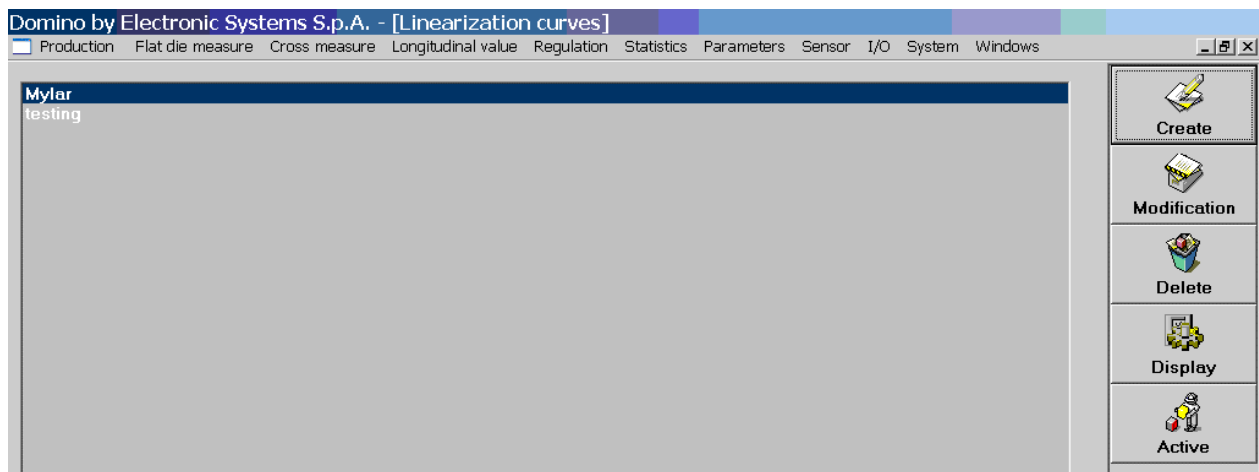 Domino by Electronic Systems S.p.A. - [Linearization curves]
Production Flat die measure Cross measure Longitudinal value Regulation Statistics Parameters Sensor I/O System Windows
Mylar
testing
Create
Modification
Delete
Display
Active